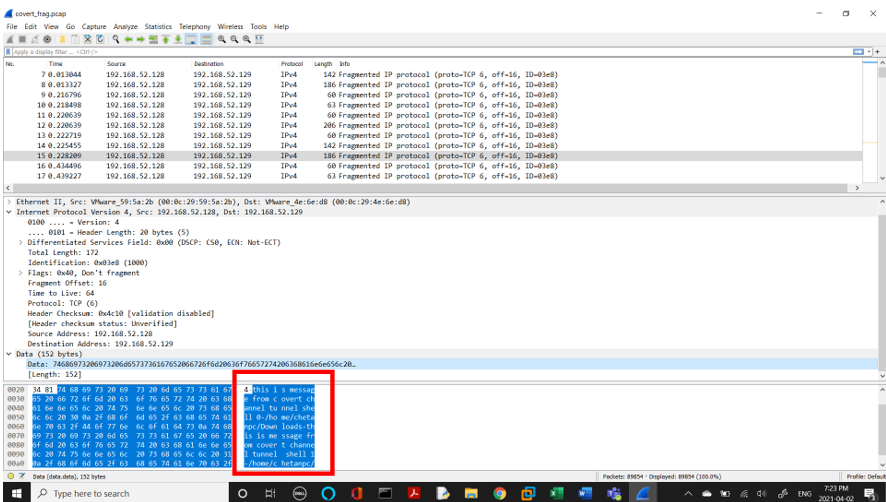 covert_frag.pcap
File Edit View Go Capture Analyze Statistics Telephony Wireless Tools Help
Apply a display filter ... <Ctrl-/>
No. Time Source Destination Protocol Length Info
7 0.013044 192.168.52.128 192.168.52.129 IPv4 142 Fragmented IP protocol (proto=TCP 6, off=16, ID=03e8)
8 0.013327 192.168.52.128 192.168.52.129 IPv4 186 Fragmented IP protocol (proto=TCP 6, off=16, ID=03e8)
9 0.216796 192.168.52.128 192.168.52.129 IPv4 60 Fragmented IP protocol (proto=TCP 6, off=16, ID=03e8)
10 0.218498 192.168.52.128 192.168.52.129 IPv4 63 Fragmented IP protocol (proto=TCP 6, off=16, ID=03e8)
11 0.220639 192.168.52.128 192.168.52.129 IPv4 60 Fragmented IP protocol (proto=TCP 6, off=16, ID=03e8)
12 0.220639 192.168.52.128 192.168.52.129 IPv4 206 Fragmented IP protocol (proto=TCP 6, off=16, ID=03e8)
13 0.222719 192.168.52.128 192.168.52.129 IPv4 60 Fragmented IP protocol (proto=TCP 6, off=16, ID=03e8)
14 0.225455 192.168.52.128 192.168.52.129 IPv4 142 Fragmented IP protocol (proto=TCP 6, off=16, ID=03e8)
15 0.228209 192.168.52.128 192.168.52.129 IPv4 186 Fragmented IP protocol (proto=TCP 6, off=16, ID=03e8)
16 0.434496 192.168.52.128 192.168.52.129 IPv4 60 Fragmented IP protocol (proto=TCP 6, off=16, ID=03e8)
17 0.439227 192.168.52.128 192.168.52.129 IPv4 63 Fragmented IP protocol (proto=TCP 6, off=16, ID=03e8)
Ethernet II, Src: VMware_59:5a:2b (00:0c:29:59:5a:2b), Dst: VMware_4e:6e:d8 (00:0c:29:4e:6e:d8)
Internet Protocol Version 4, Src: 192.168.52.128, Dst: 192.168.52.129
0100 .... = Version: 4
.... 0101 = Header Length: 20 bytes (5)
Differentiated Services Field: 0x00 (DSCP: CS0, ECN: Not-ECT)
Total Length: 172
Identification: 0x03e8 (1000)
Flags: 0x40, Don't fragment
Fragment Offset: 16
Time to Live: 64
Protocol: TCP (6)
Header Checksum: 0x4c10 [validation disabled]
[Header checksum status: Unverified]
Source Address: 192.168.52.128
Destination Address: 192.168.52.129
Data (152 bytes)
Data: 74686973206973206d6573736167652066726f6d20636f76657274206368616e6e656c20…
[Length: 152]
0020 34 81 74 68 69 73 20 69 73 20 6d 65 73 73 61 67 4·this i s messag
0030 65 20 66 72 6f 6d 20 63 6f 76 65 72 74 20 63 68 e from c overt ch
0040 61 6e 6e 65 6c 20 74 75 6e 6e 65 6c 20 73 68 65 annel tu nnel she
0050 6c 6c 20 30 0a 2f 68 6f 6d 65 2f 63 68 65 74 61 ll 0·/ho me/cheta
0060 6e 70 63 2f 44 6f 77 6e 6c 6f 61 64 73 0a 74 68 npc/Down loads·th
0070 69 73 20 69 73 20 6d 65 73 73 61 67 65 20 66 72 is is me ssage fr
0080 6f 6d 20 63 6f 76 65 72 74 20 63 68 61 6e 6e 65 om cover t channe
0090 6c 20 74 75 6e 6e 65 6c 20 73 68 65 6c 6c 20 31 l tunnel shell 1
00a0 0a 2f 68 6f 6d 65 2f 63 68 65 74 61 6e 70 63 2f ·/home/c hetanpc/
Data (data.data), 152 bytes Packets: 89854 · Displayed: 89854 (100.0%) Profile: Default
Type here to search ENG 7:23 PM
2021-04-02